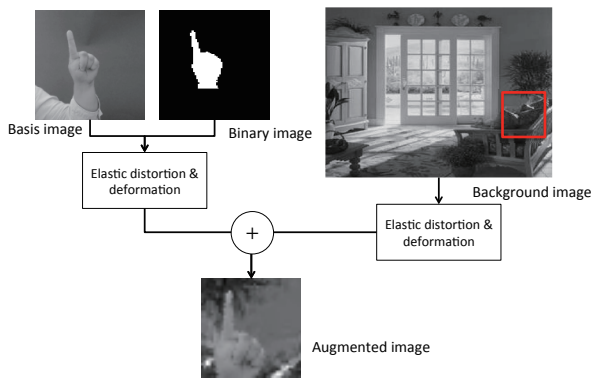 Basis image
Binary image
Elastic distortion &
deformation
Background image
Elastic distortion &
deformation
+
Augmented image